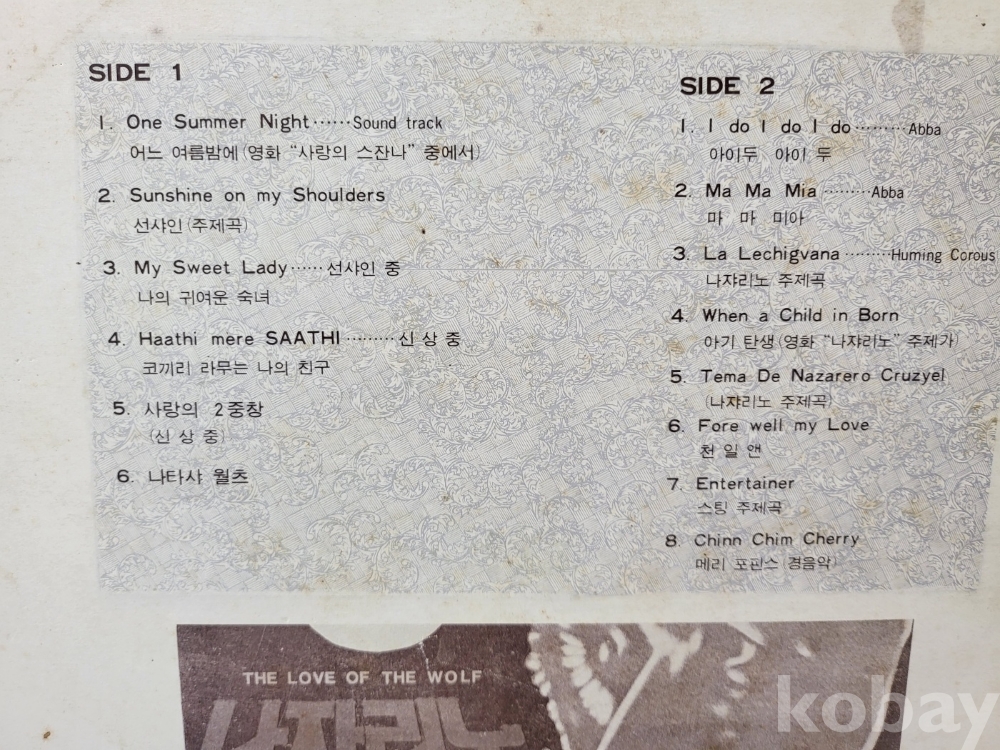 SIDE 1
1. One Summer Night ······ Sound track
어느 여름밤에 (영화 “사랑의 스잔나” 중에서)
2. Sunshine on my Shoulders
선샤인 (주제곡)
3. My Sweet Lady ······ 선샤인 중
나의 귀여운 숙녀
4. Haathi mere SAATHI ········· 신 상 중
코끼리 라무는 나의 친구
5. 사랑의 2중창
(신 상 중)
6. 나타샤 월츠
SIDE 2
1. I do I do I do ········· Abba
아이두 아이 두
2. Ma Ma Mia ········· Abba
마 마 미아
3. La Lechigvana ········· Huming Corous
나쟈리노 주제곡
4. When a Child in Born
아기 탄생 (영화 “나쟈리노” 주제가)
5. Tema De Nazarero Cruzyel
(나쟈리노 주제곡)
6. Fore well my Love
천 일 앤
7. Entertainer
스팅 주제곡
8. Chinn Chim Cherry
메리 포핀스 (경음악)
THE LOVE OF THE WOLF
나자리노
kobay